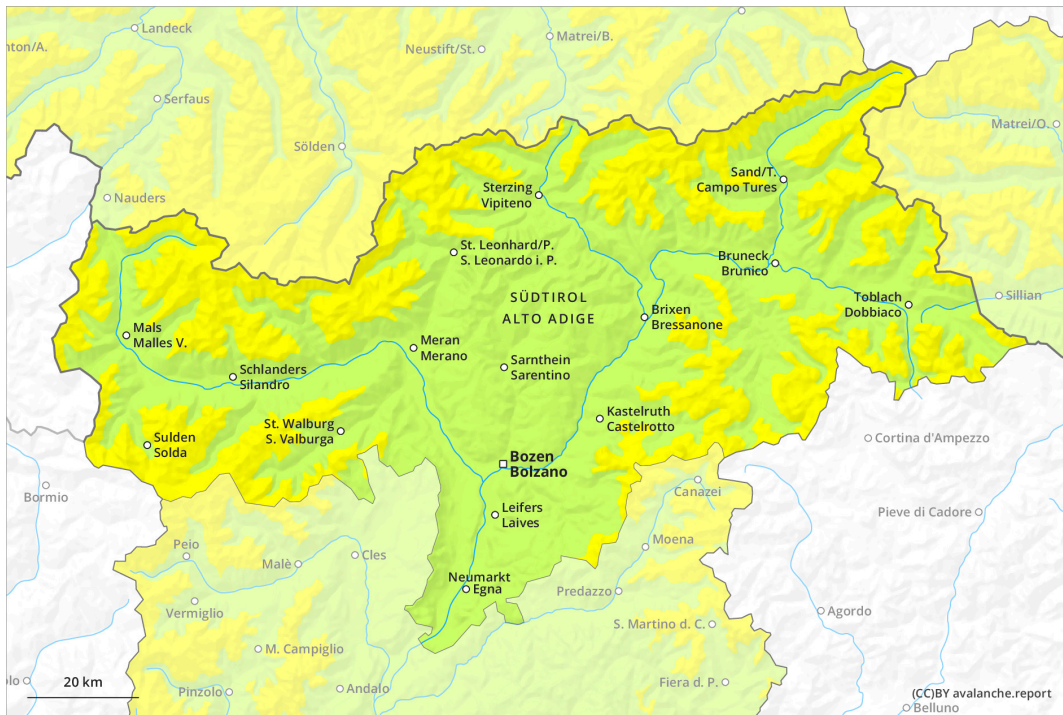 Landeck
Matrei/B.
Neustift/St.
nton/A.
Serfaus
Matrei/O.
Sölden
Sand/T.
Campo Tures
Sterzing
Vipiteno
Nauders
St. Leonhard/P.
S. Leonardo i. P.
Bruneck
Brunico
SÜDTIROL
ALTO ADIGE
Toblach
Dobbiaco
Sillian
Brixen
Bressanone
Mals
Malles V.
Meran
Merano
Sarnthein
Sarentino
Schlanders
Silandro
Kastelruth
Castelrotto
St. Walburg
S. Valburga
Sulden
Solda
Cortina d'Ampezzo
Bozen
Bolzano
Canazei
Bormio
Leifers
Laives
Pieve di Cadore
Moena
Peio
Cles
Malè
Neumarkt
Egna
Predazzo
Vermiglio
Agordo
S. Martino d. C.
M. Campiglio
olo
20 km
Pinzolo
Andalo
Fiera d. P.
(CC)BY avalanche.report
Belluno